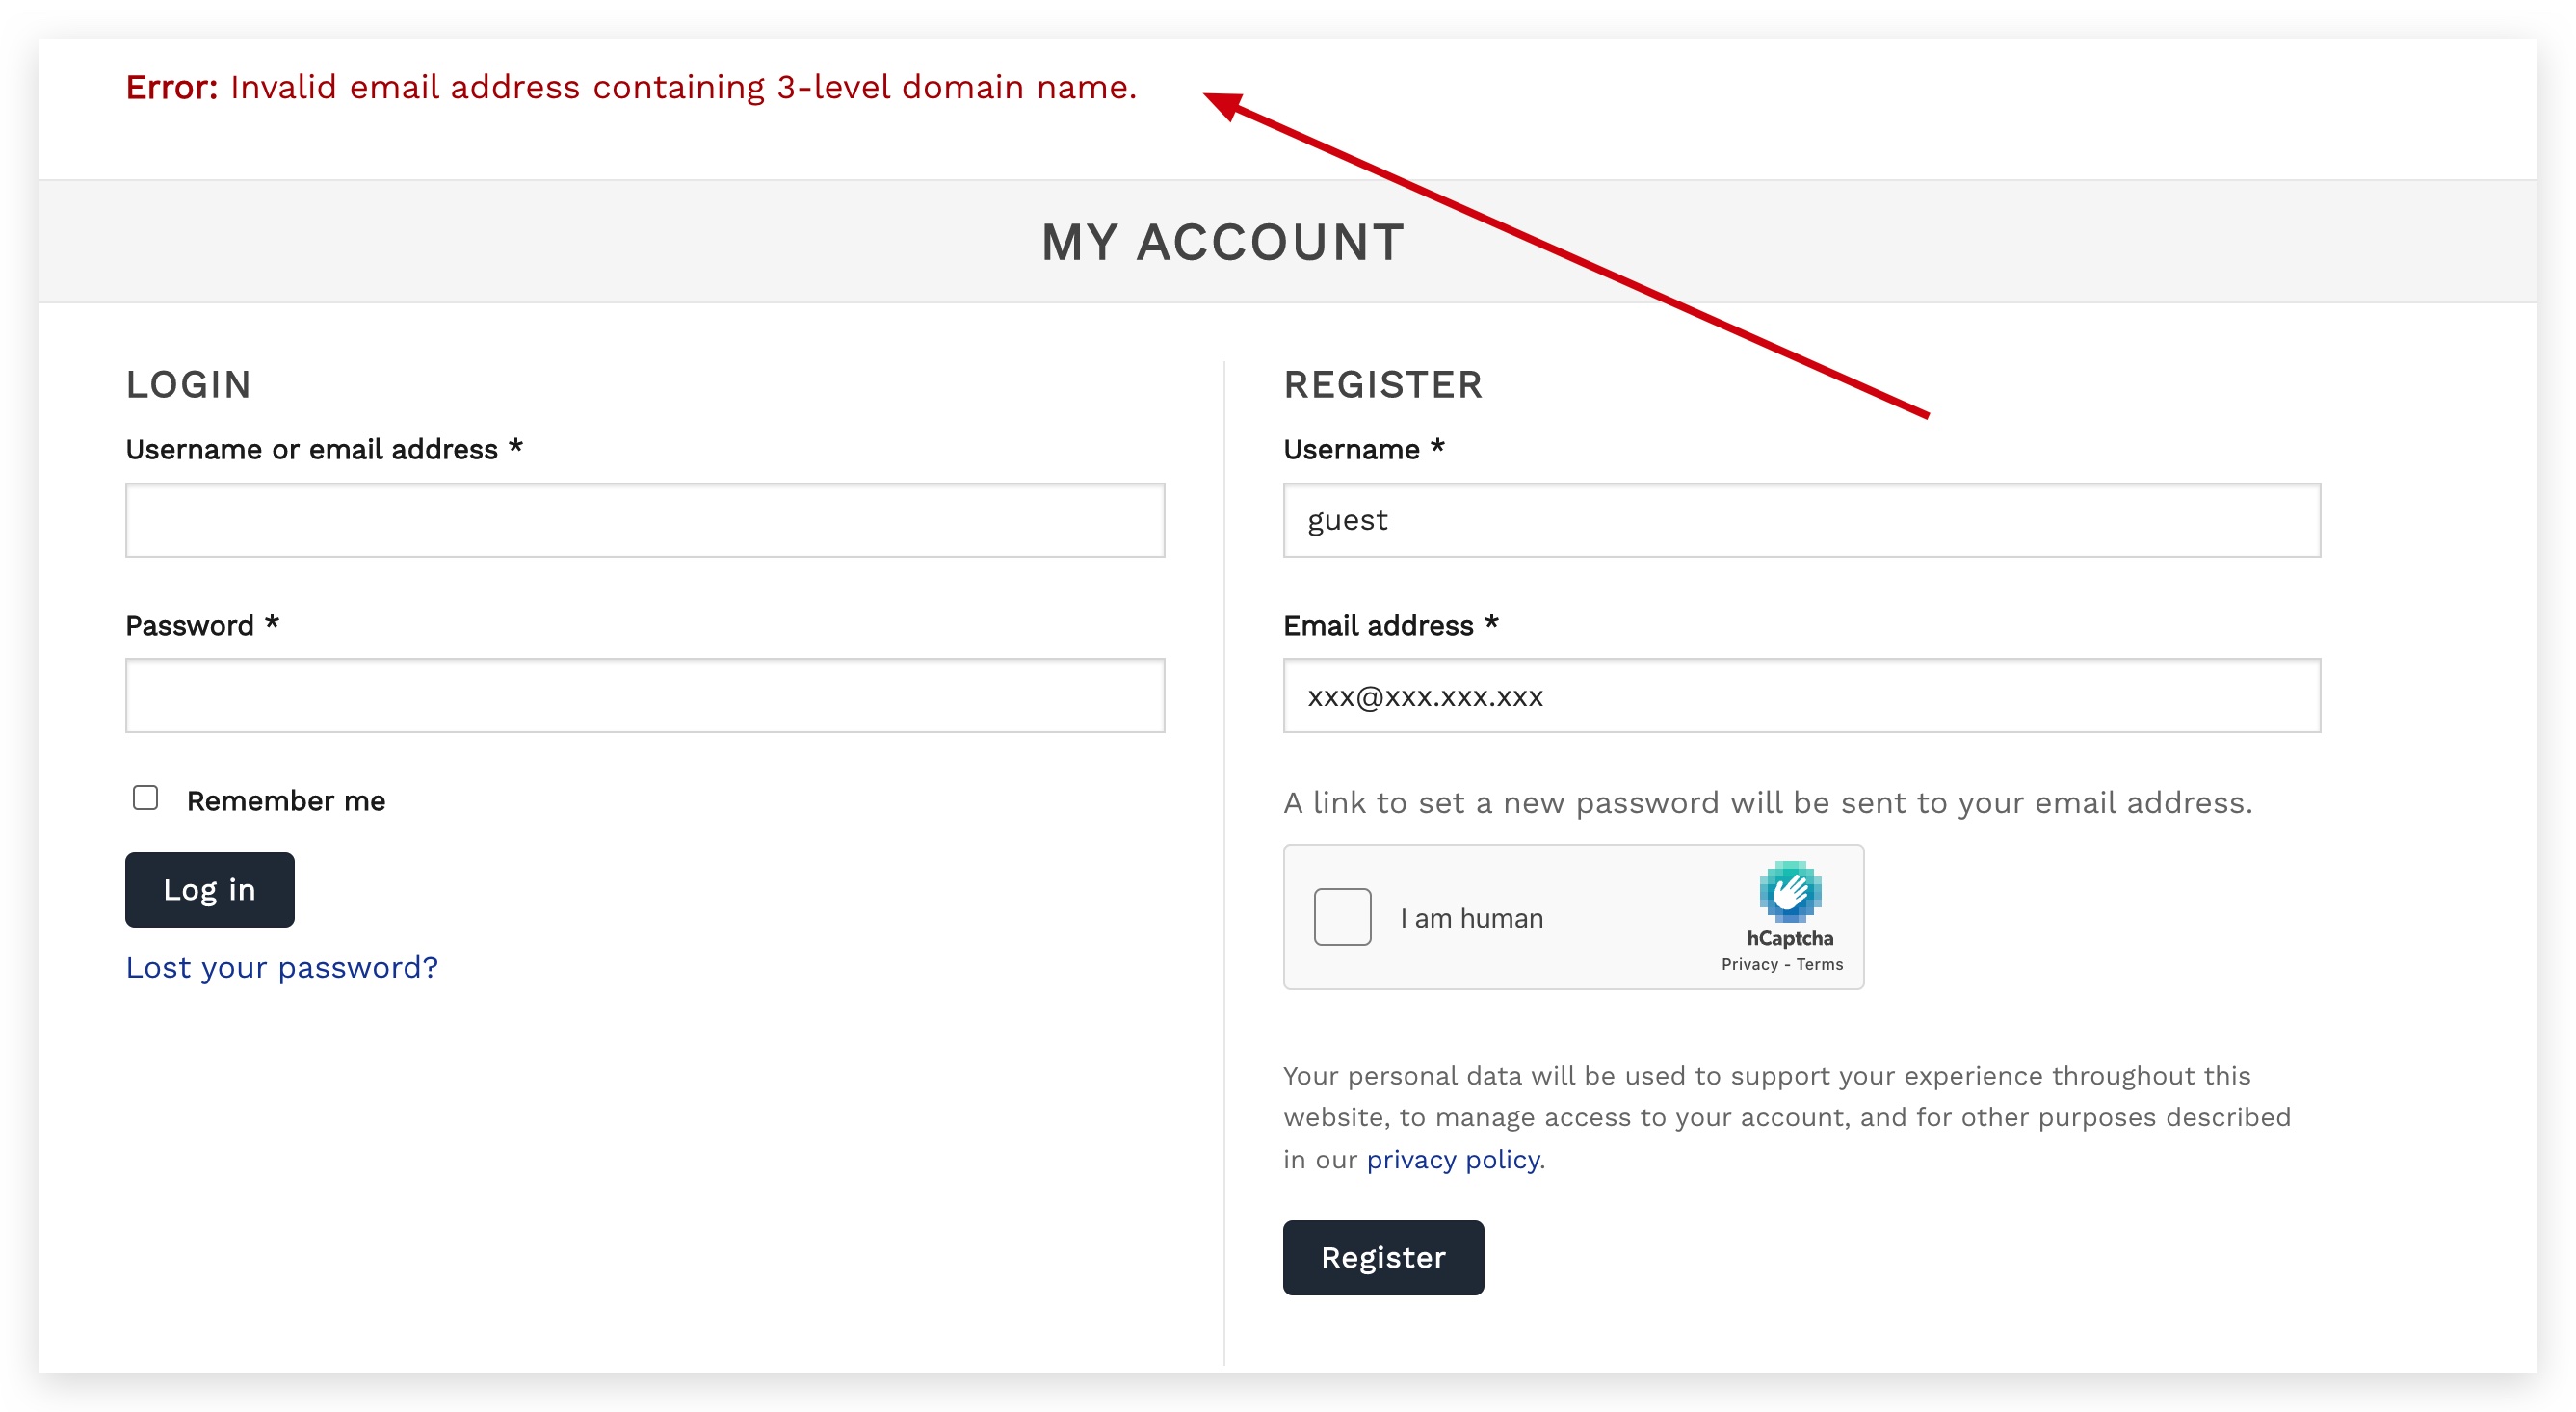 Error: Invalid email address containing 3-level domain name.
MY ACCOUNT
LOGIN
Username or email address *
Password *
Remember me
Log in
Lost your password?
REGISTER
Username *
guest
Email address *
xxx@xxx.xxx.xxx
A link to set a new password will be sent to your email address.
I am human
hCaptcha
Privacy - Terms
Your personal data will be used to support your experience throughout this
website, to manage access to your account, and for other purposes described
in our privacy policy.
Register